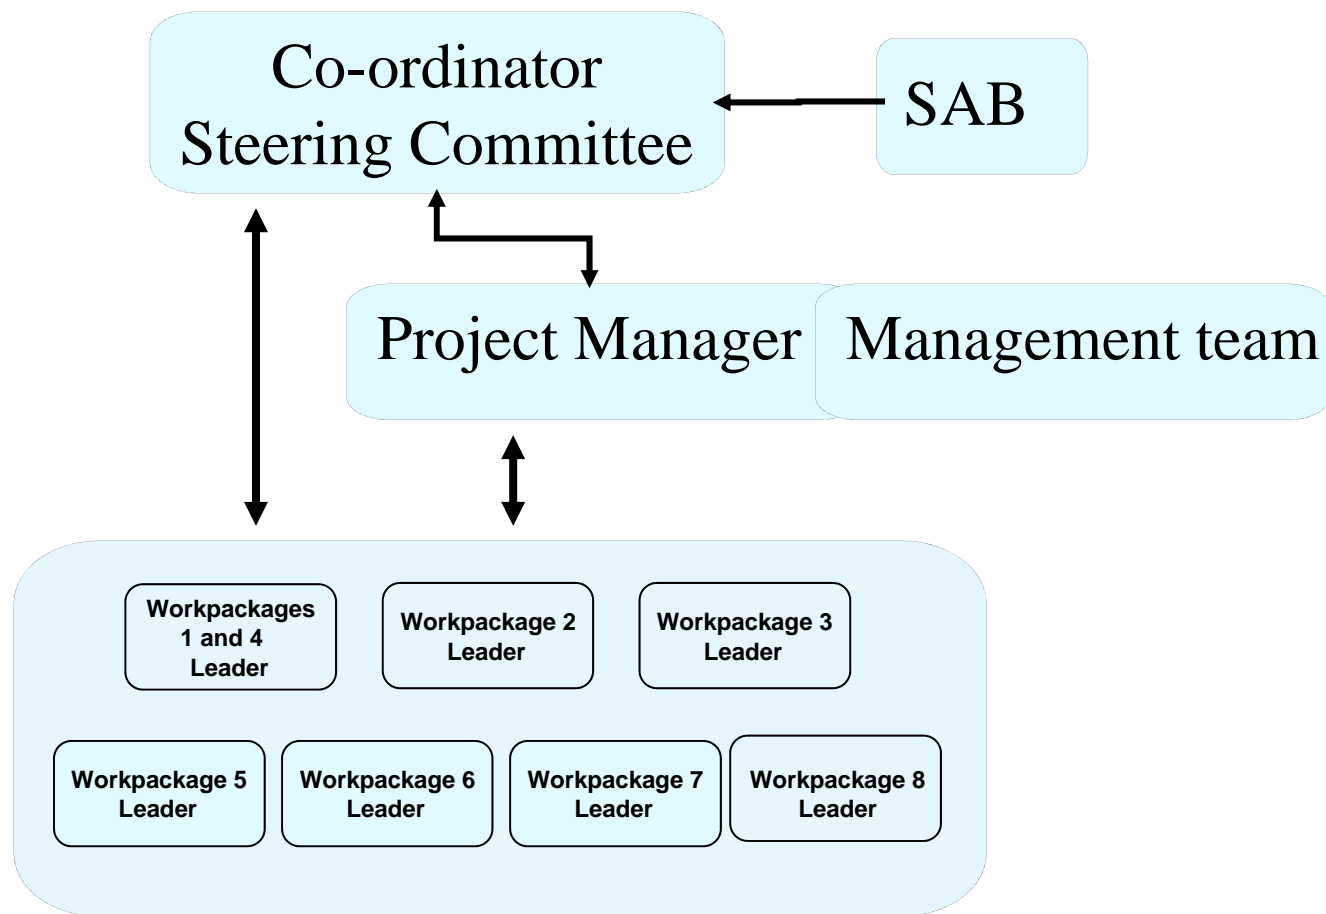 Co-ordinator
Steering Committee
SAB
Project Manager
Management team
Workpackages
1 and 4
Leader
Workpackage 2
Leader
Workpackage 3
Leader
Workpackage 5
Leader
Workpackage 6
Leader
Workpackage 7
Leader
Workpackage 8
Leader